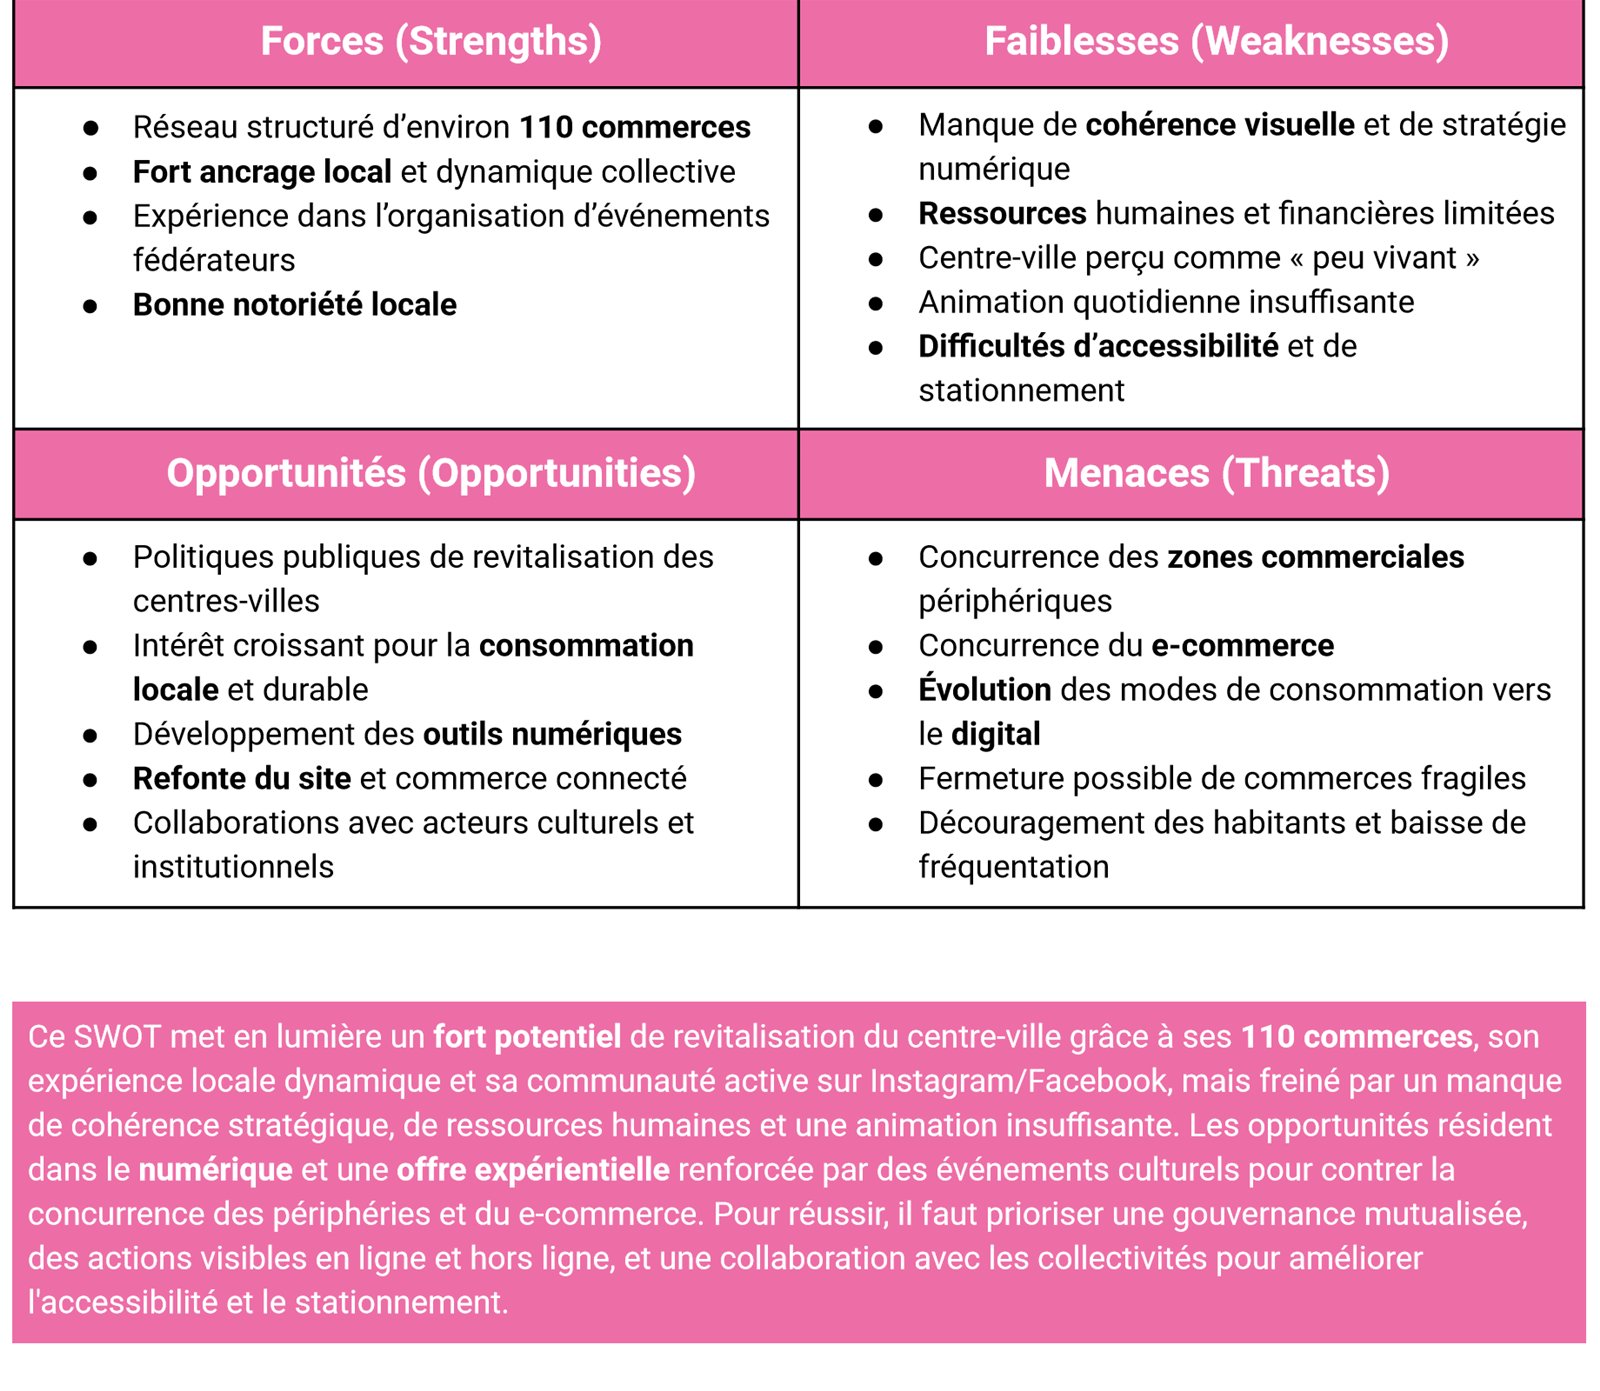 Forces (Strengths)
● Réseau structuré d’environ 110 commerces
● Fort ancrage local et dynamique collective
● Expérience dans l’organisation d’événements
fédérateurs
● Bonne notoriété locale
Faiblesses (Weaknesses)
● Manque de cohérence visuelle et de stratégie
numérique
● Ressources humaines et financières limitées
● Centre-ville perçu comme « peu vivant »
● Animation quotidienne insuffisante
● Difficultés d’accessibilité et de
stationnement
Opportunités (Opportunities)
● Politiques publiques de revitalisation des
centres-villes
● Intérêt croissant pour la consommation
locale et durable
● Développement des outils numériques
● Refonte du site et commerce connecté
● Collaborations avec acteurs culturels et
institutionnels
Menaces (Threats)
● Concurrence des zones commerciales
périphériques
● Concurrence du e-commerce
● Évolution des modes de consommation vers
le digital
● Fermeture possible de commerces fragiles
● Découragement des habitants et baisse de
fréquentation
Ce SWOT met en lumière un fort potentiel de revitalisation du centre-ville grâce à ses 110 commerces, son
expérience locale dynamique et sa communauté active sur Instagram/Facebook, mais freiné par un manque
de cohérence stratégique, de ressources humaines et une animation insuffisante. Les opportunités résident
dans le numérique et une offre expérientielle renforcée par des événements culturels pour contrer la
concurrence des périphéries et du e-commerce. Pour réussir, il faut prioriser une gouvernance mutualisée,
des actions visibles en ligne et hors ligne, et une collaboration avec les collectivités pour améliorer
l'accessibilité et le stationnement.